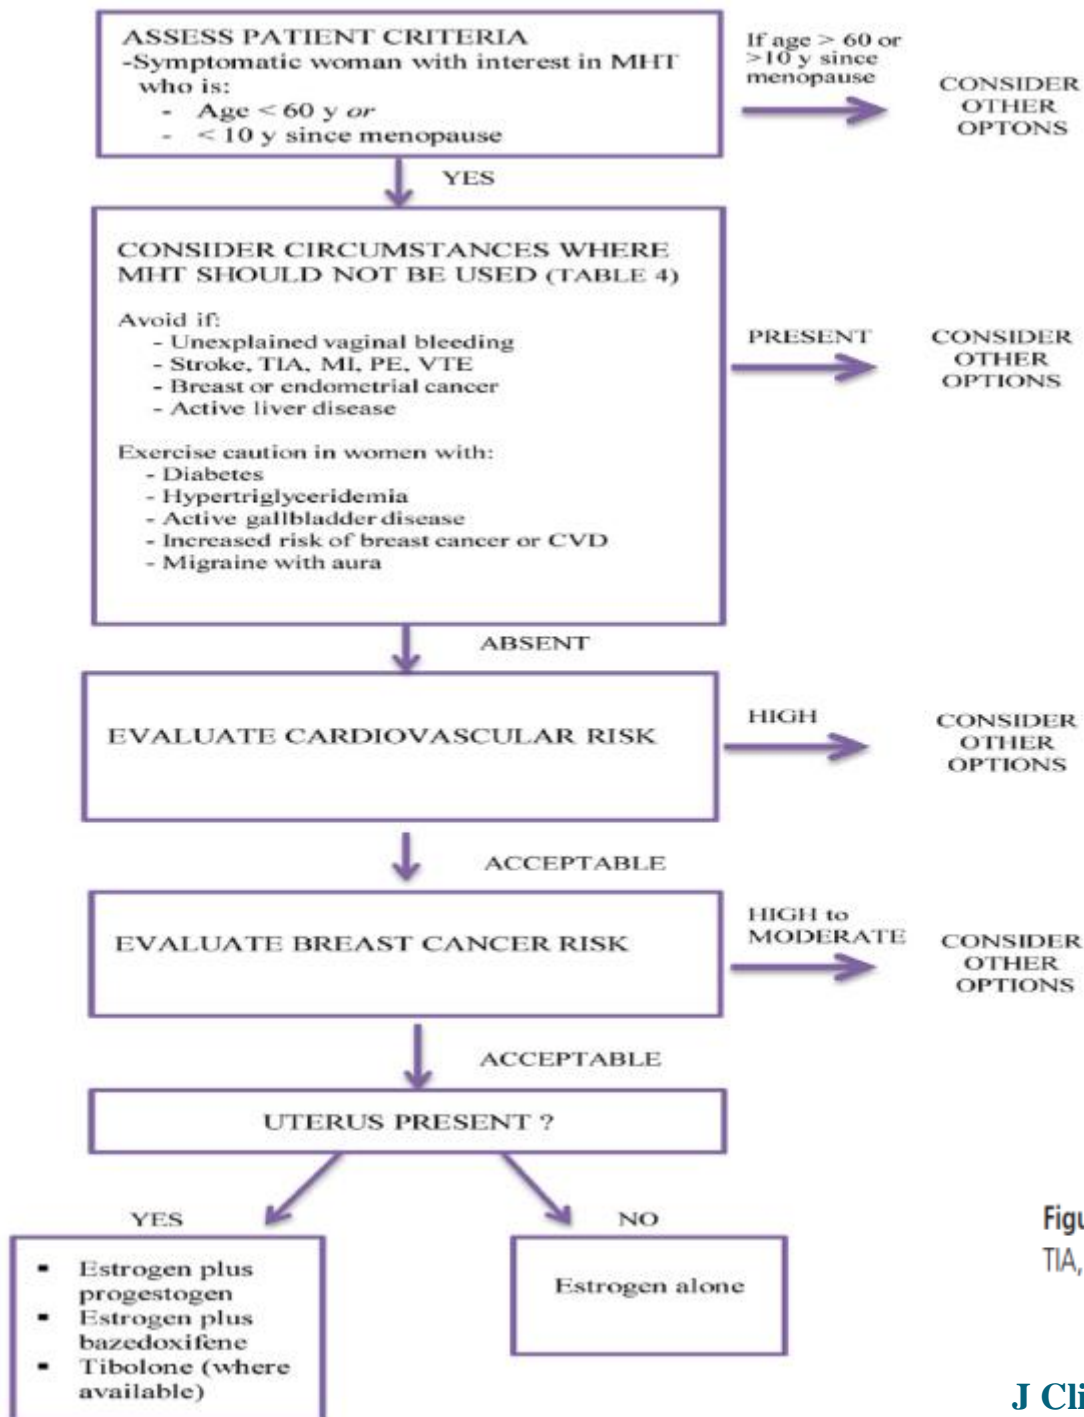 ASSESS PATIENT CRITERIA
-Symptomatic woman with interest in MHT
who is:
- Age < 60 y or
- < 10 y since menopause
If age > 60 or
>10 y since
menopause
CONSIDER
OTHER
OPTONS
YES
CONSIDER CIRCUMSTANCES WHERE
MHT SHOULD NOT BE USED (TABLE 4)
Avoid if:
- Unexplained vaginal bleeding
- Stroke, TIA, MI, PE, VTE
- Breast or endometrial cancer
- Active liver disease
Exercise caution in women with:
- Diabetes
- Hypertriglyceridemia
- Active gallbladder disease
- Increased risk of breast cancer or CVD
- Migraine with aura
PRESENT
CONSIDER
OTHER
OPTIONS
ABSENT
EVALUATE CARDIOVASCULAR RISK
HIGH
CONSIDER
OTHER
OPTIONS
ACCEPTABLE
EVALUATE BREAST CANCER RISK
HIGH to
MODERATE
CONSIDER
OTHER
OPTIONS
ACCEPTABLE
UTERUS PRESENT ?
YES
NO
▪ Estrogen plus
progestogen
▪ Estrogen plus
bazedoxifene
▪ Tibolone (where
available)
Estrogen alone
Figu
TIA,
J Cli